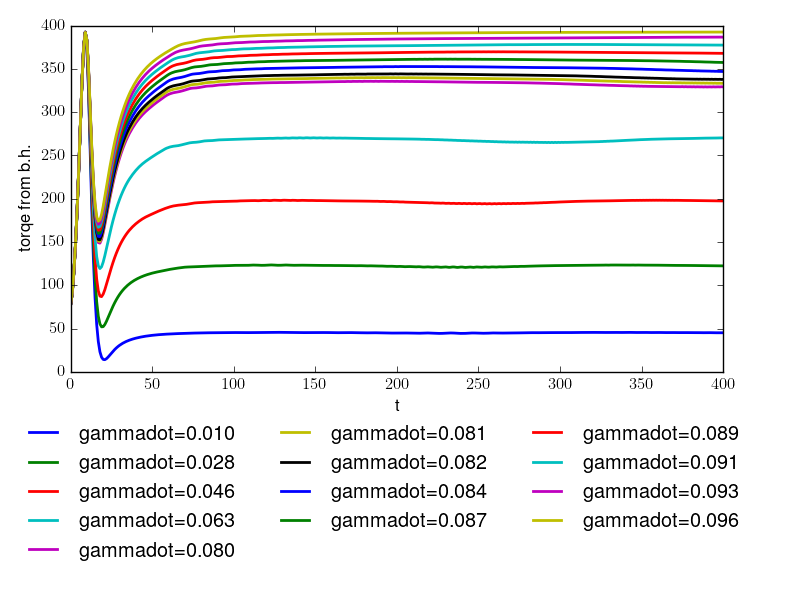 400
350
300
250
200
150
100
50
0
torqe from b.h.
0 50 100 150 200 250 300 350 400
t
gammadot=0.010 gammadot=0.081 gammadot=0.089
gammadot=0.028 gammadot=0.082 gammadot=0.091
gammadot=0.046 gammadot=0.084 gammadot=0.093
gammadot=0.063 gammadot=0.087 gammadot=0.096
gammadot=0.080